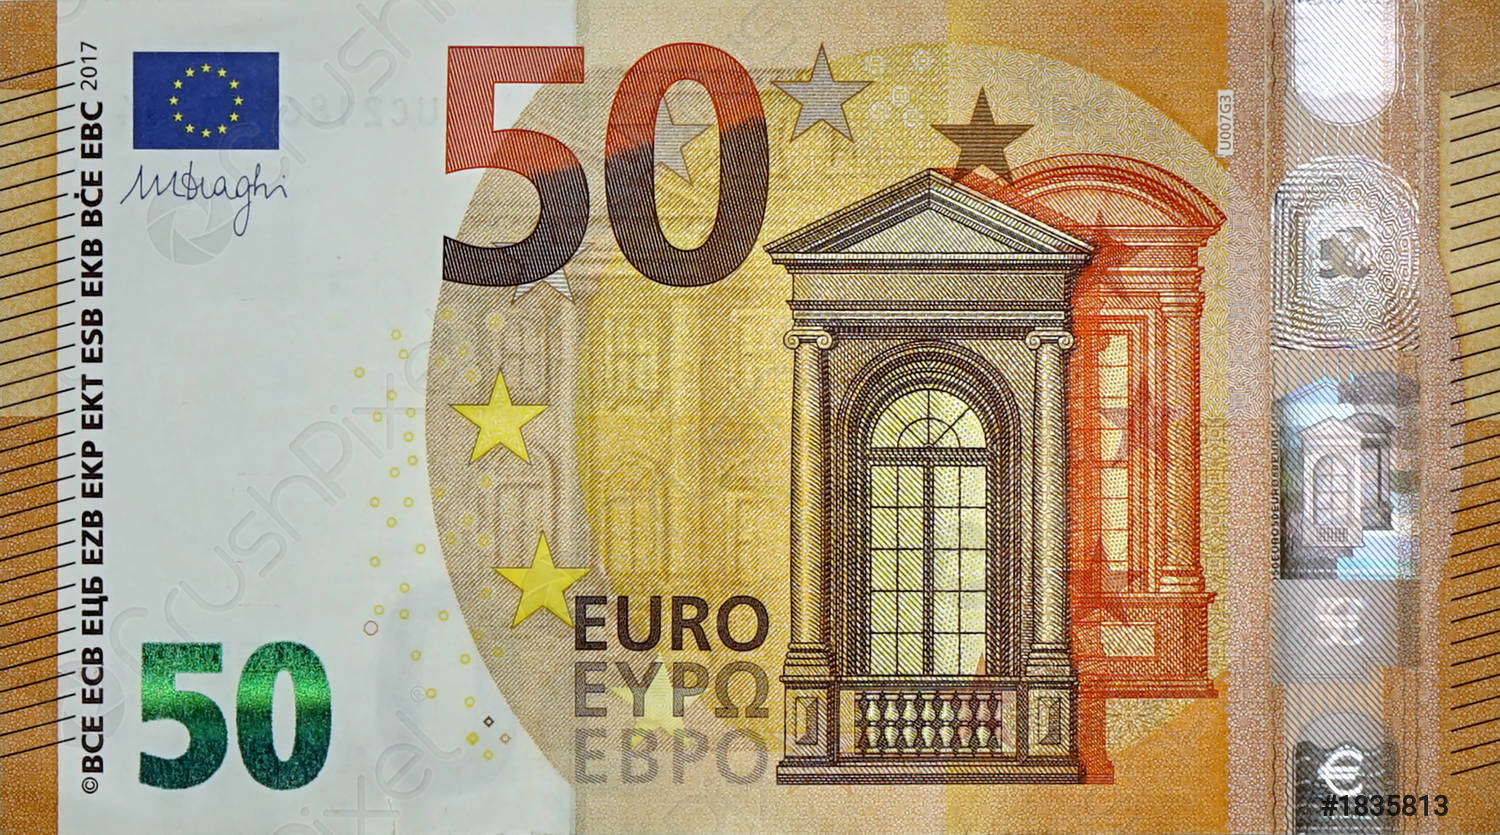 ©BCE ECB ЕЦБ EZB EKP EKT ESB EKB BĊE EBC 2017
MDraghi
50
50
EURO
ΕΥΡΩ
ЕВРО
U007G3
€
€
CrushPixel
#1835813